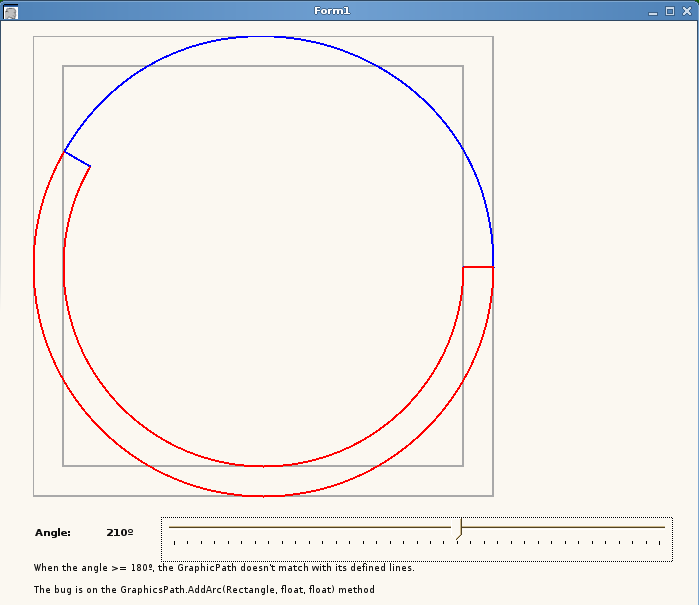 Form1
Angle: 210º
When the angle >= 180º, the GraphicPath doesn't match with its defined lines.
The bug is on the GraphicsPath.AddArc(Rectangle, float, float) method